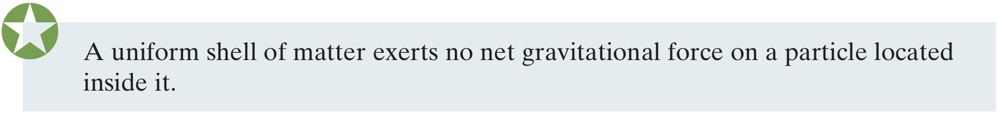 A uniform shell of matter exerts no net gravitational force on a particle located
inside it.